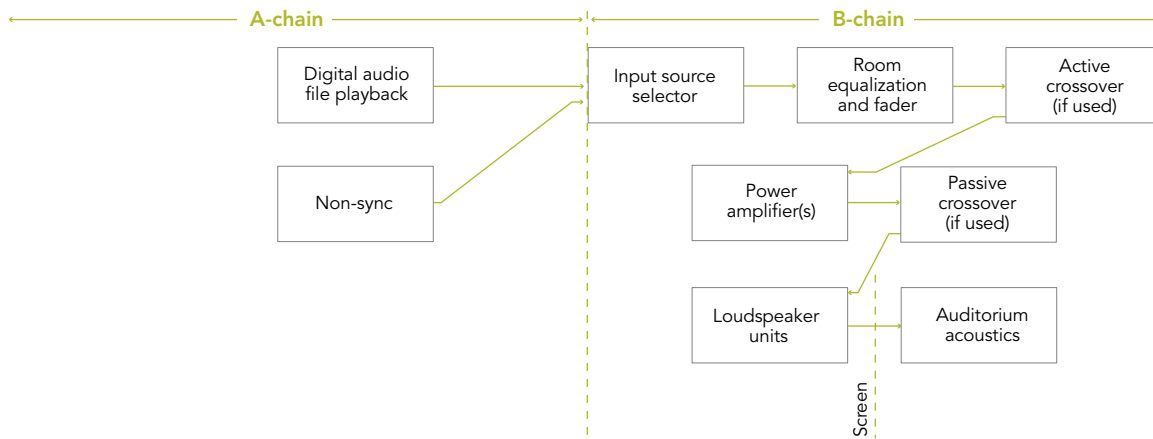 A-chain
B-chain
Digital audio
file playback
Input source
selector
Room
equalization
and fader
Active
crossover
(if used)
Non-sync
Power
amplifier(s)
Passive
crossover
(if used)
Loudspeaker
units
Auditorium
acoustics
Screen